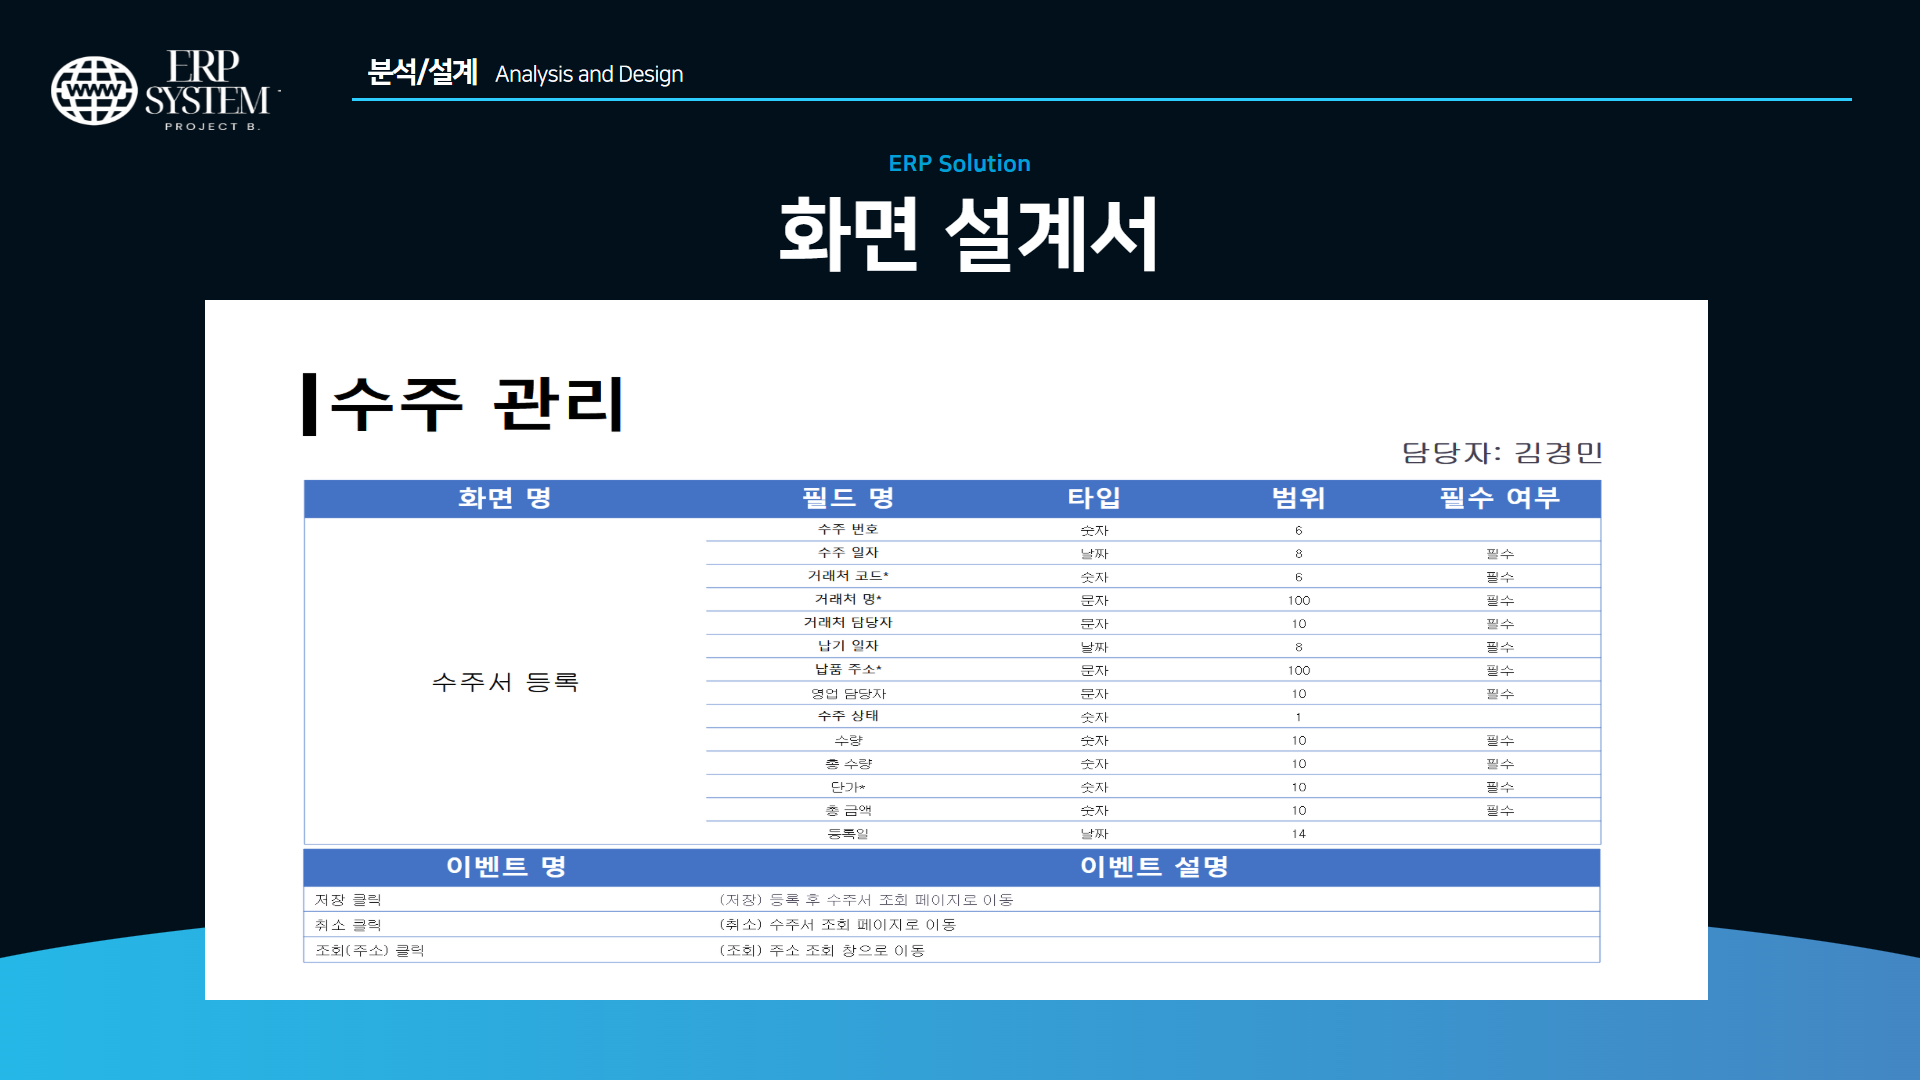 WWW
ERP
SYSTEM
PROJECT B.
분석/설계 Analysis and Design
ERP Solution
화면 설계서
수주 관리
담당자: 김경민
화면 명 필드 명 타입 범위 필수 여부
수주서 등록
수주 번호 숫자 6
수주 일자 날짜 8 필수
거래처 코드* 숫자 6 필수
거래처 명* 문자 100 필수
거래처 담당자 문자 10 필수
납기 일자 날짜 8 필수
납품 주소* 문자 100 필수
영업 담당자 문자 10 필수
수주 상태 숫자 1
수량 숫자 10 필수
총 수량 숫자 10 필수
단가* 숫자 10 필수
총 금액 숫자 10 필수
등록일 날짜 14
이벤트 명 이벤트 설명
저장 클릭 (저장) 등록 후 수주서 조회 페이지로 이동
취소 클릭 (취소) 수주서 조회 페이지로 이동
조회(주소) 클릭 (조회) 주소 조회 창으로 이동